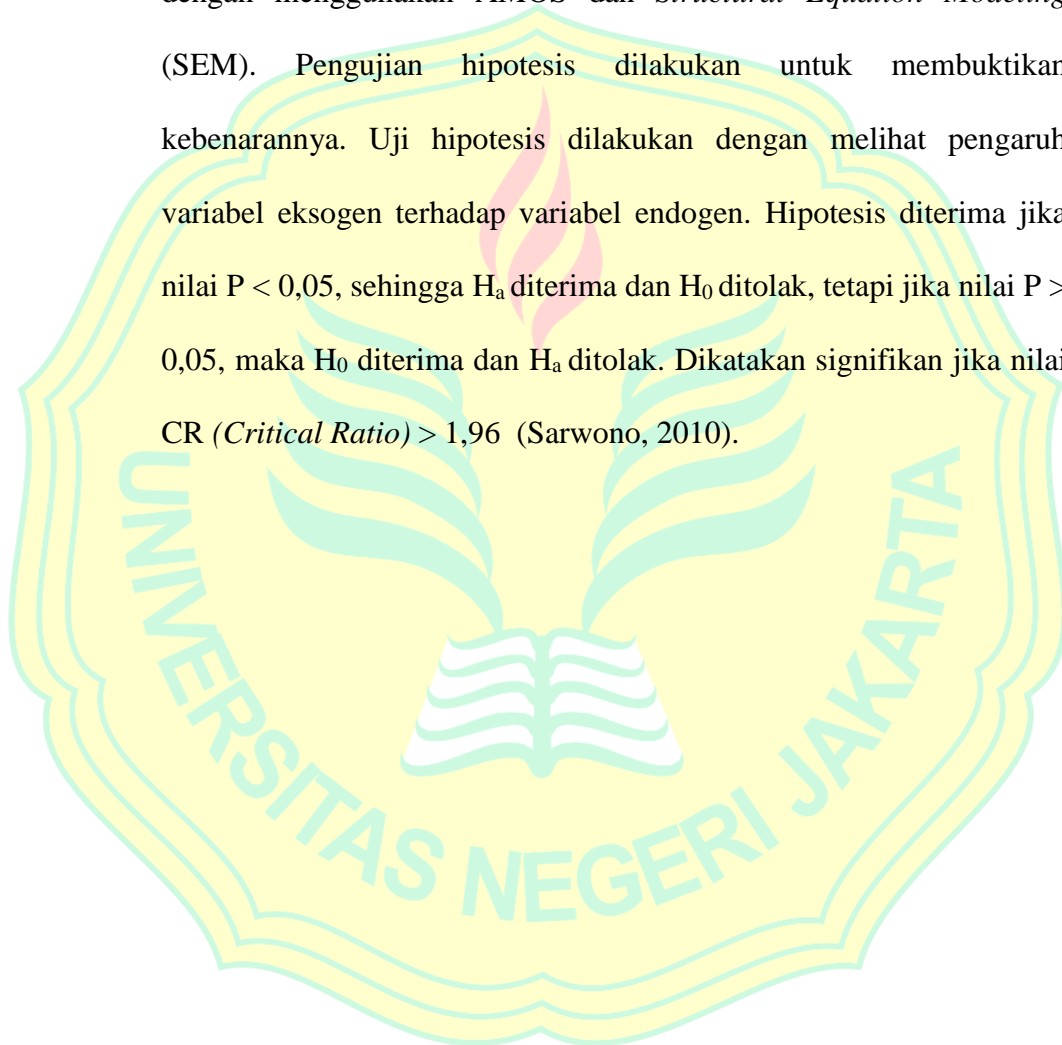 dengan menggunakan AMOS dan Structural Equation Modeling
(SEM). Pengujian hipotesis dilakukan untuk membuktikan
kebenarannya. Uji hipotesis dilakukan dengan melihat pengaruh
variabel eksogen terhadap variabel endogen. Hipotesis diterima jika
nilai P < 0,05, sehingga Ha diterima dan H0 ditolak, tetapi jika nilai P >
0,05, maka H0 diterima dan Ha ditolak. Dikatakan signifikan jika nilai
CR (Critical Ratio) > 1,96 (Sarwono, 2010).
UNIVERSITAS NEGERI JAKARTA